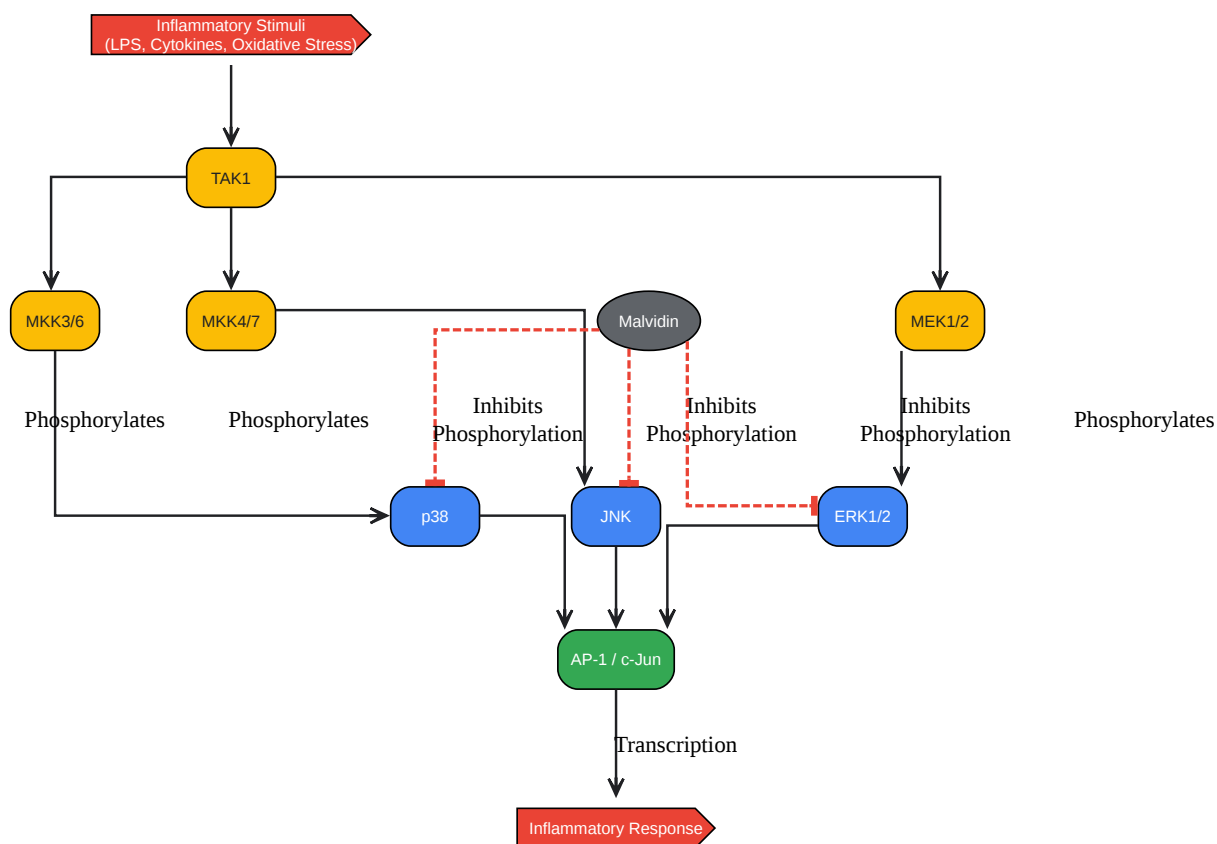 Inflammatory Stimuli
(LPS, Cytokines, Oxidative Stress)
TAK1
MKK3/6
MKK4/7
Malvidin
MEK1/2
Phosphorylates
Phosphorylates
Inhibits
Phosphorylation
Inhibits
Phosphorylation
Inhibits
Phosphorylation
Phosphorylates
p38
JNK
ERK1/2
AP-1 / c-Jun
Transcription
Inflammatory Response